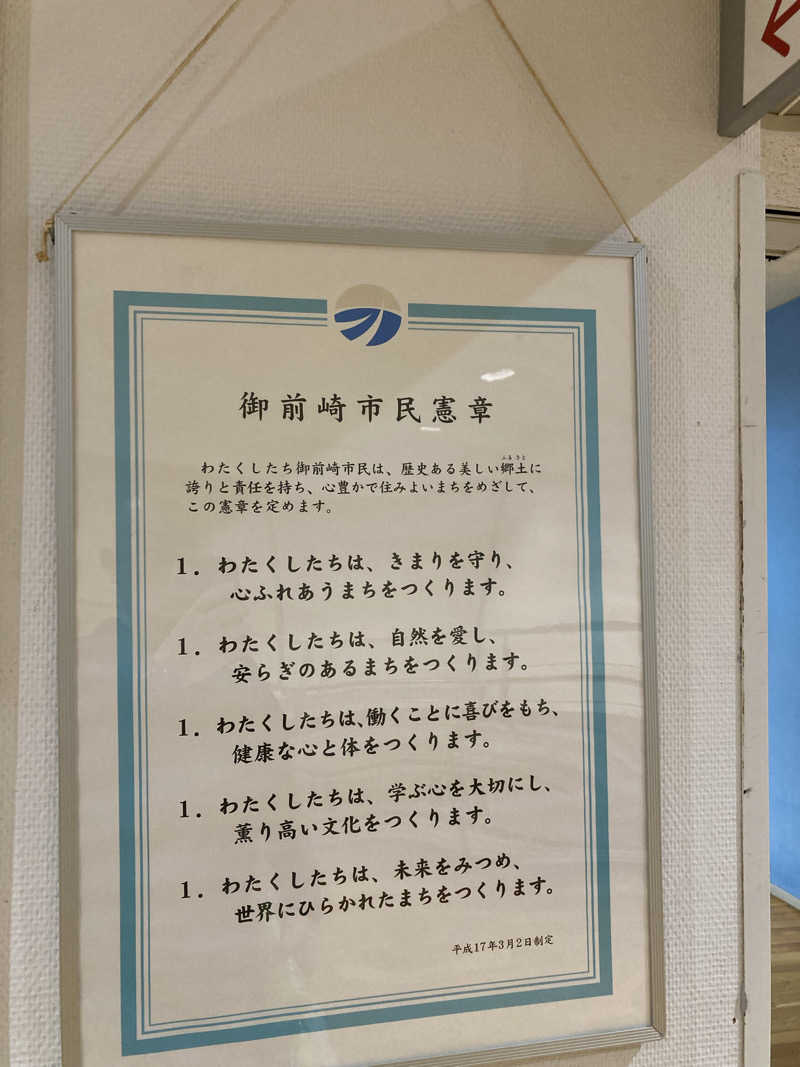 御前崎市民憲章
わたくしたち御前崎市民は、歴史ある美しい郷土に
ふるさと
誇りと責任を持ち、心豊かで住みよいまちをめざして、
この憲章を定めます。
1. わたくしたちは、きまりを守り、
心ふれあうまちをつくります。
1. わたくしたちは、自然を愛し、
安らぎのあるまちをつくります。
1. わたくしたちは、働くことに喜びをもち、
健康な心と体をつくります。
1. わたくしたちは、学ぶ心を大切にし、
薫り高い文化をつくります。
1. わたくしたちは、未来をみつめ、
世界にひらかれたまちをつくります。
平成17年3月2日制定